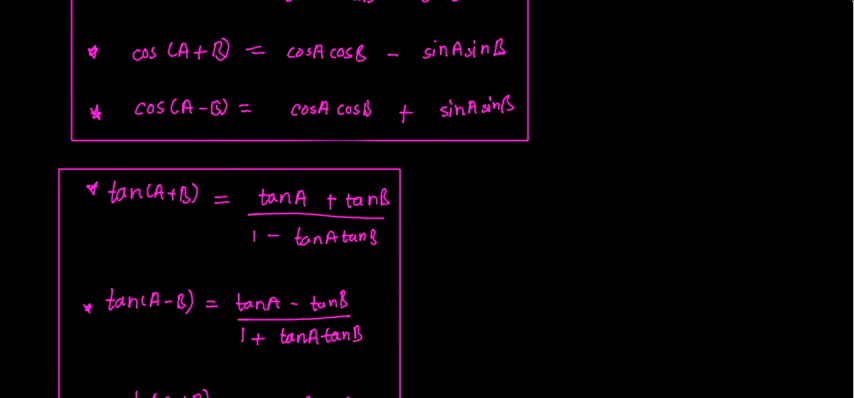 * cos (A+B) = cosA cosB - sinA sinB
* cos(A-B) = cosA cosB + sinA sinB
* tan(A+B) = tanA + tanB
1 - tanA tanB
* tan(A-B) = tanA - tanB
1 + tanA tanB